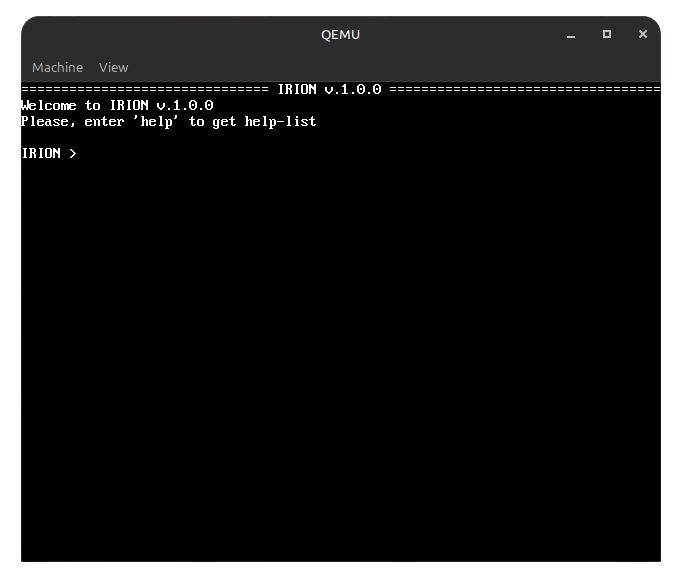 =============================== IRION v.1.0.0 ==================================
Welcome to IRION v.1.0.0
Please, enter 'help' to get help-list
IRION >
QEMU
Machine View